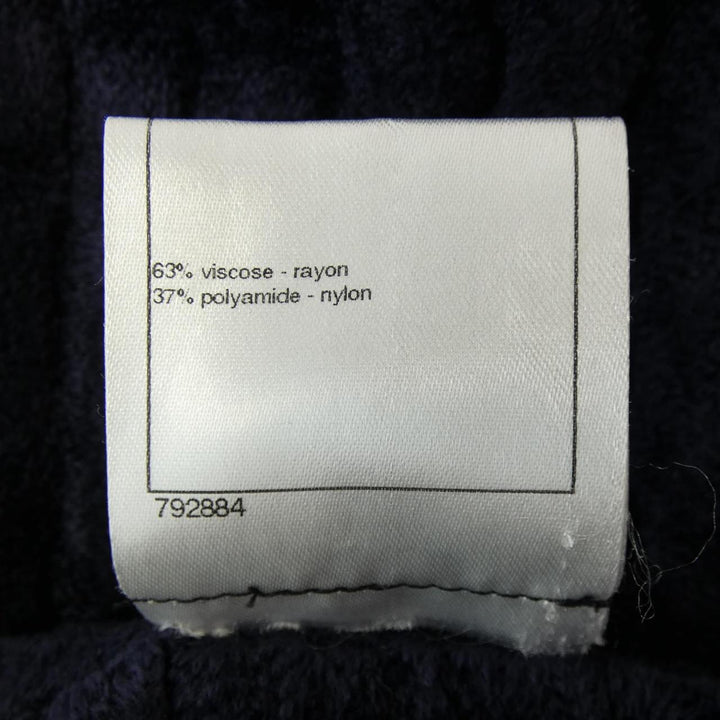 63% viscose - rayon
37% polyamide - nylon
792884